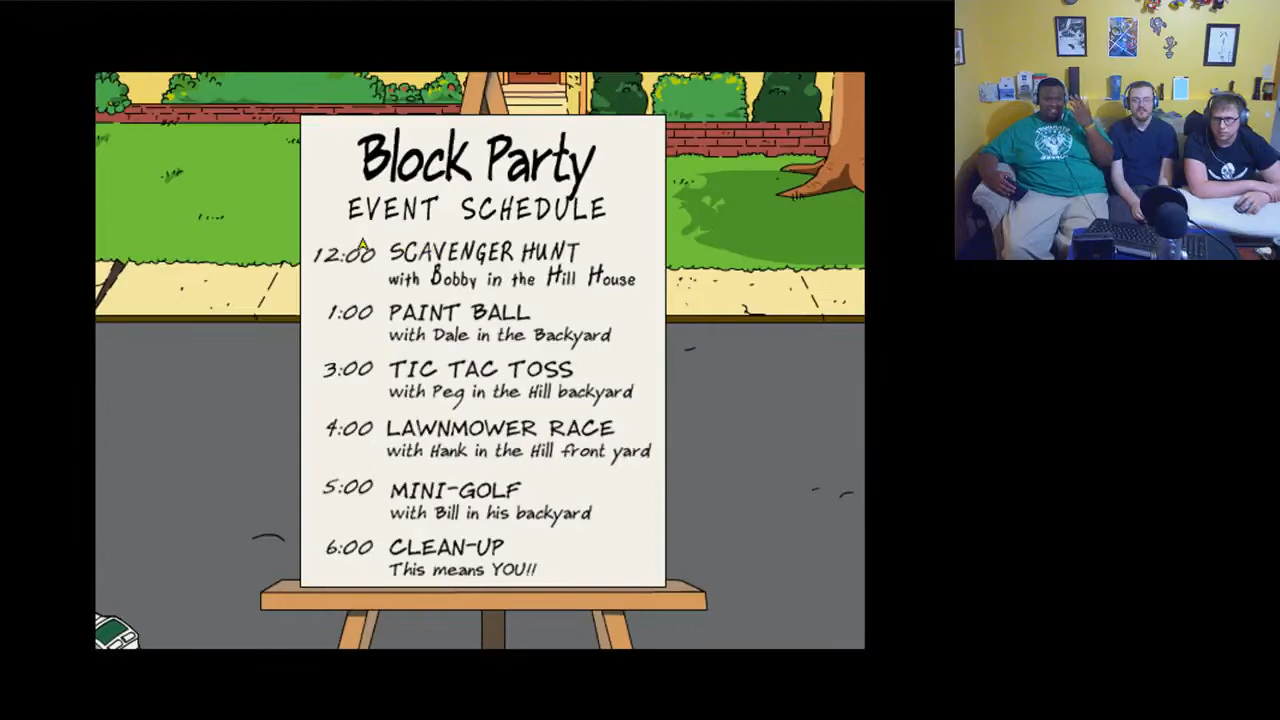 Block Party
EVENT SCHEDULE
12:00 SCAVENGER HUNT
with Bobby in the Hill House
1:00 PAINT BALL
with Dale in the Backyard
3:00 TIC TAC TOSS
with Peg in the Hill backyard
4:00 LAWNMOWER RACE
with Hank in the Hill front yard
5:00 MINI-GOLF
with Bill in his backyard
6:00 CLEAN-UP
This means YOU!!